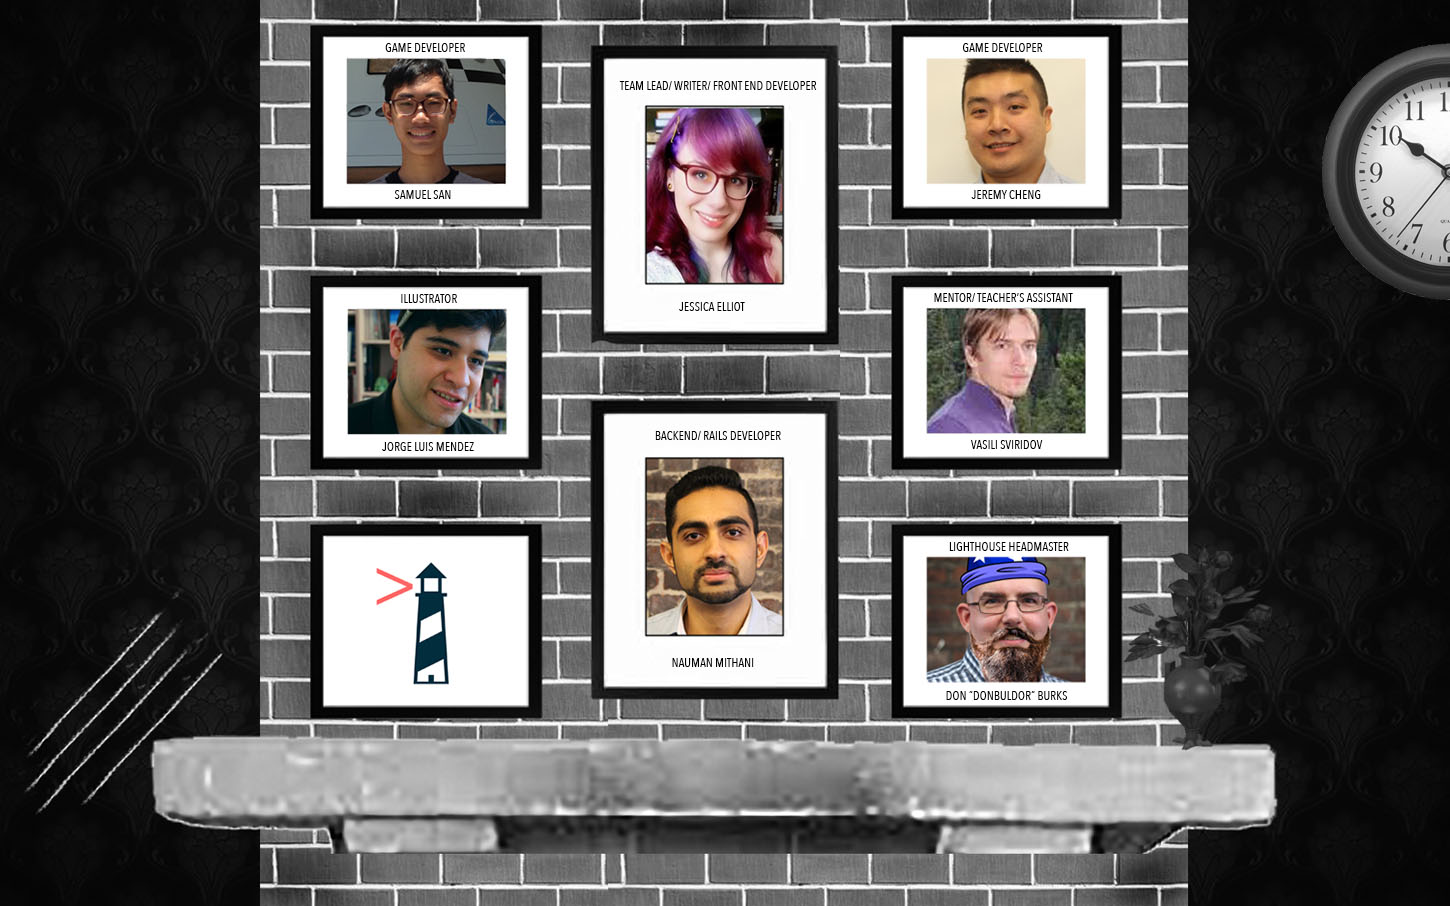 GAME DEVELOPER
SAMUEL SAN
TEAM LEAD/ WRITER/ FRONT END DEVELOPER
JESSICA ELLIOT
GAME DEVELOPER
JEREMY CHENG
ILLUSTRATOR
JORGE LUIS MENDEZ
MENTOR/ TEACHER'S ASSISTANT
VASILI SVIRIDOV
BACKEND/ RAILS DEVELOPER
NAUMAN MITHANI
>
LIGHTHOUSE HEADMASTER
DON "DONBULDOR" BURKS
11
10
9
8
7
6